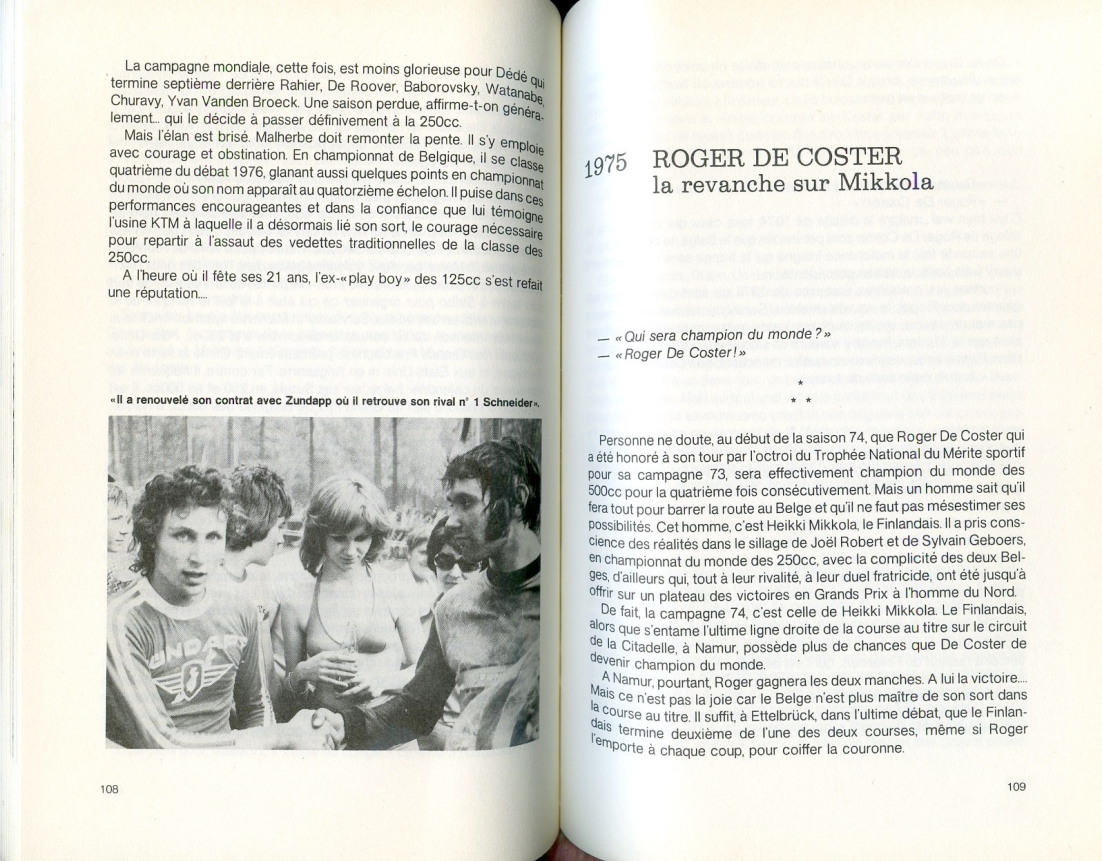 La campagne mondiale, cette fois, est moins glorieuse pour Dédé qui
termine septième derrière Rahier, De Roover, Baborovsky, Watanabe,
Churavy, Yvan Vanden Broeck. Une saison perdue, affirme-t-on généra-
lement... qui le décide à passer définivement à la 250cc.
Mais l'élan est brisé. Malherbe doit remonter la pente. Il s'y emploie
avec courage et obstination. En championnat de Belgique, il se classe
quatrième du débat 1976, glanant aussi quelques points en championnat
du monde où son nom apparaît au quatorzième échelon. Il puise dans ces
performances encourageantes et dans la confiance que lui témoigne
l'usine KTM à laquelle il a désormais lié son sort, le courage nécessaire
pour repartir à l'assaut des vedettes traditionnelles de la classe des
250cc.
A l'heure où il fête ses 21 ans, l'ex-«play boy» des 125cc s'est refait
une réputation....
«Il a renouvelé son contrat avec Zundapp où il retrouve son rival n° 1 Schneider».
UNDAPP
108
1975 ROGER DE COSTER
la revanche sur Mikkola
— «Qui sera champion du monde?»
— «Roger De Coster!»
*
* *
Personne ne doute, au début de la saison 74, que Roger De Coster qui
a été honoré à son tour par l'octroi du Trophée National du Mérite sportif
pour sa campagne 73, sera effectivement champion du monde des
500cc pour la quatrième fois consécutivement. Mais un homme sait qu'il
fera tout pour barrer la route au Belge et qu'il ne faut pas mésestimer ses
possibilités. Cet homme, c'est Heikki Mikkola, le Finlandais. Il a pris cons-
cience des réalités dans le sillage de Joël Robert et de Sylvain Geboers,
en championnat du monde des 250cc, avec la complicité des deux Bel-
ges, d'ailleurs qui, tout à leur rivalité, à leur duel fratricide, ont été jusqu'à
offrir sur un plateau des victoires en Grands Prix à l'homme du Nord.
De fait, la campagne 74, c'est celle de Heikki Mikkola. Le Finlandais,
alors que s'entame l'ultime ligne droite de la course au titre sur le circuit
de la Citadelle, à Namur, possède plus de chances que De Coster de
devenir champion du monde.
A Namur, pourtant, Roger gagnera les deux manches. A lui la victoire....
Mais ce n'est pas la joie car le Belge n'est plus maître de son sort dans
la course au titre. Il suffit, à Ettelbrück, dans l'ultime débat, que le Finlan-
dais termine deuxième de l'une des deux courses, même si Roger
l'emporte à chaque coup, pour coiffer la couronne.
109